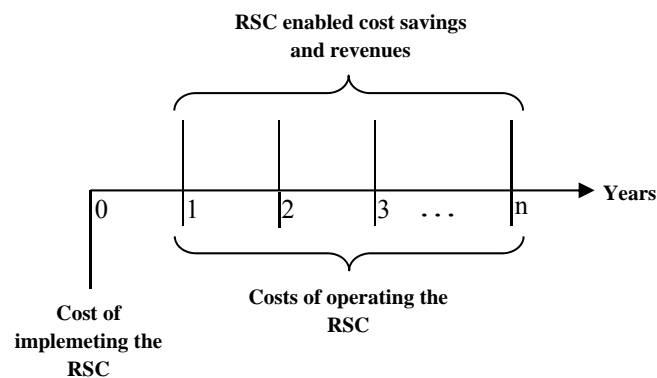 RSC enabled cost savings
and revenues
0
1
2
3
...
n
Years
Costs of operating the
RSC
Cost of
implemeting the
RSC